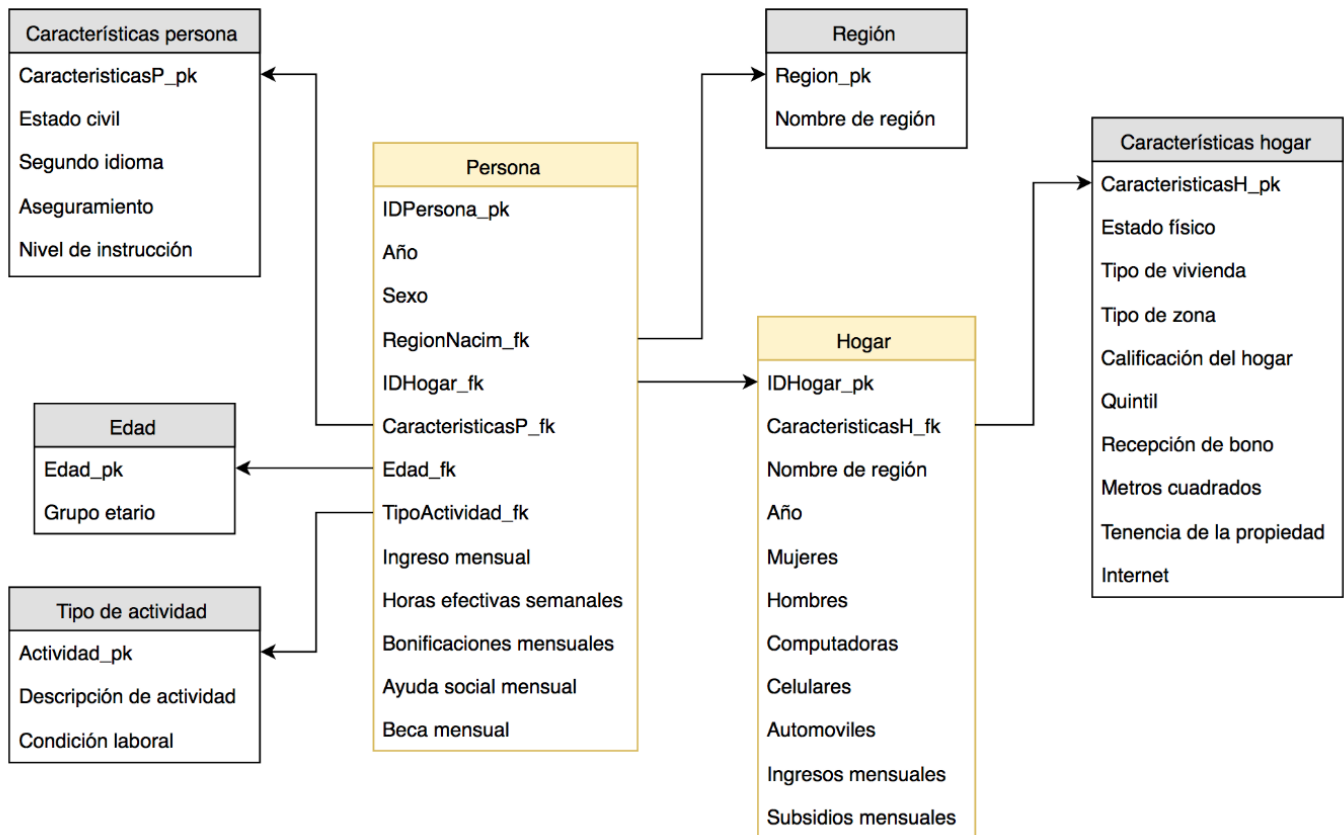 Características persona
CaracteristicasP_pk
Estado civil
Segundo idioma
Aseguramiento
Nivel de instrucción
Región
Region_pk
Nombre de región
Característícas hogar
CaracteristicasH_pk
Estado físico
Tipo de vivienda
Tipo de zona
Calificación del hogar
Quintil
Recepción de bono
Metros cuadrados
Tenencia de la propiedad
Internet
Persona
IDPersona_pk
Año
Sexo
RegionNacim_fk
IDHogar_fk
CaracteristicasP_fk
Edad_fk
TipoActividad_fk
Ingreso mensual
Horas efectivas semanales
Bonificaciones mensuales
Ayuda social mensual
Beca mensual
Hogar
IDHogar_pk
CaracteristicasH_fk
Nombre de región
Año
Mujeres
Hombres
Computadoras
Celulares
Automoviles
Ingresos mensuales
Subsidios mensuales
Edad
Edad_pk
Grupo etario
Tipo de actividad
Actividad_pk
Descripción de actividad
Condición laboral